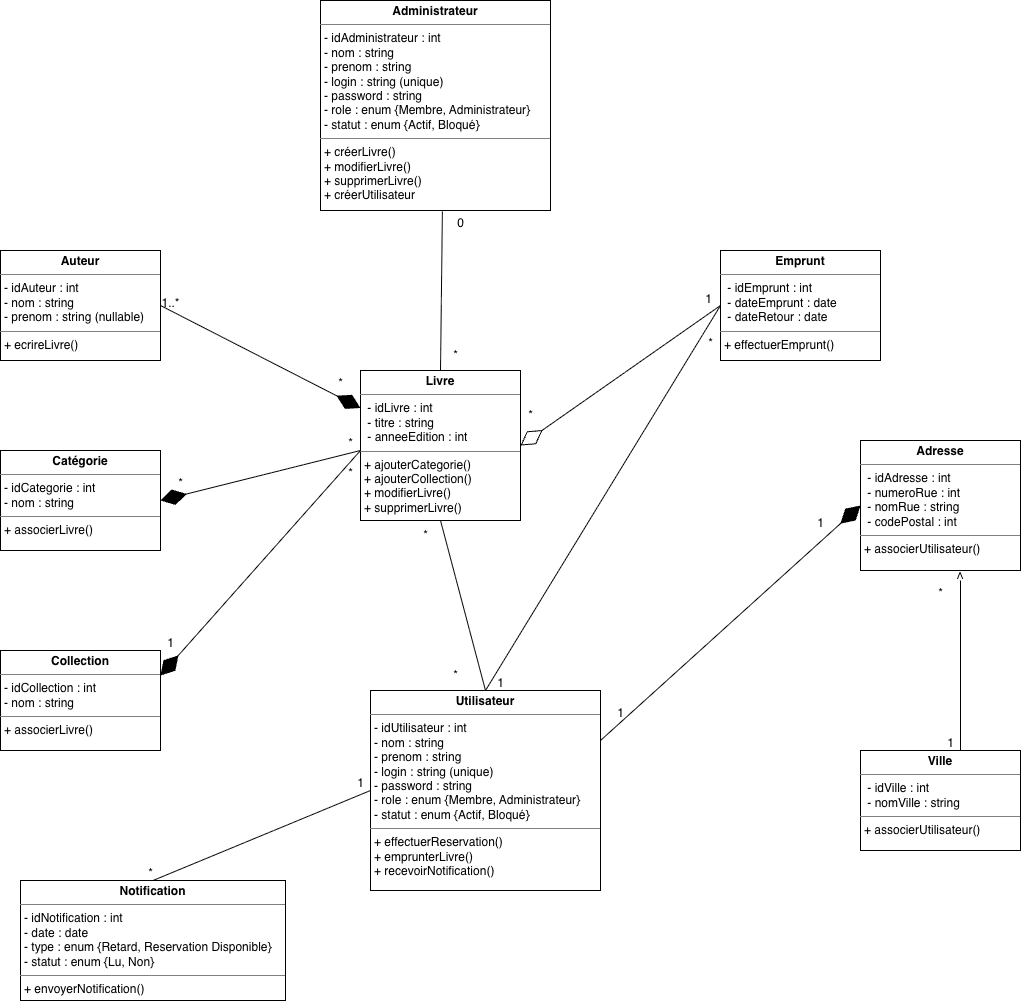 Administrateur
- idAdministrateur : int
- nom : string
- prenom : string
- login : string (unique)
- password : string
- role : enum {Membre, Administrateur}
- statut : enum {Actif, Bloqué}
+ créerLivre()
+ modifierLivre()
+ supprimerLivre()
+ créerUtilisateur
0
*
Auteur
- idAuteur : int
- nom : string
- prenom : string (nullable)
+ ecrireLivre()
1..*
*
Emprunt
- idEmprunt : int
- dateEmprunt : date
- dateRetour : date
+ effectuerEmprunt()
1
*
*
Livre
- idLivre : int
- titre : string
- anneeEdition : int
+ ajouterCategorie()
+ ajouterCollection()
+ modifierLivre()
+ supprimerLivre()
*
*
*
Catégorie
- idCategorie : int
- nom : string
+ associerLivre()
*
Adresse
- idAdresse : int
- numeroRue : int
- nomRue : string
- codePostal : int
+ associerUtilisateur()
1
*
Collection
- idCollection : int
- nom : string
+ associerLivre()
1
*
1
Utilisateur
- idUtilisateur : int
- nom : string
- prenom : string
- login : string (unique)
- password : string
- role : enum {Membre, Administrateur}
- statut : enum {Actif, Bloqué}
+ effectuerReservation()
+ emprunterLivre()
+ recevoirNotification()
1
1
1
Ville
- idVille : int
- nomVille : string
+ associerUtilisateur()
*
Notification
- idNotification : int
- date : date
- type : enum {Retard, Reservation Disponible}
- statut : enum {Lu, Non}
+ envoyerNotification()